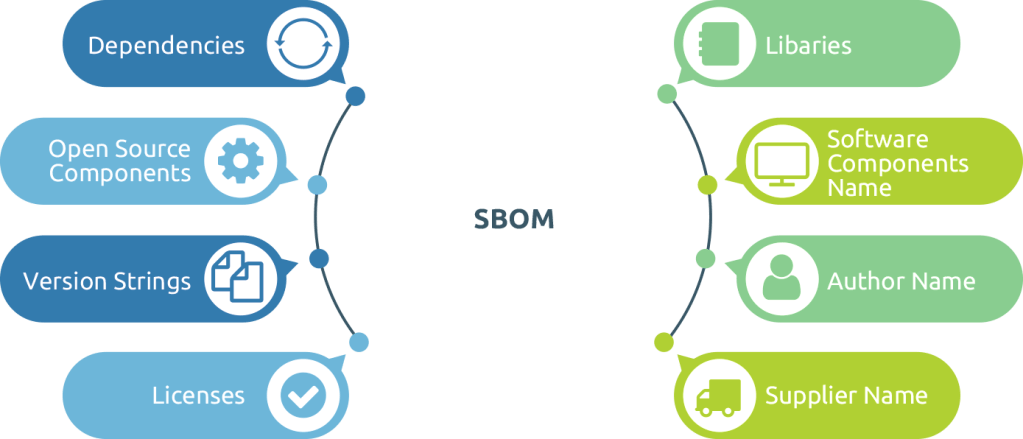 Dependencies
Open Source
Components
Version Strings
Licenses
SBOM
Libaries
Software
Components
Name
Author Name
Supplier Name